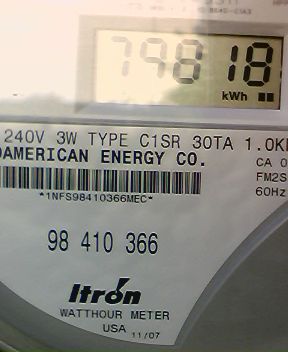 79818
kWh
240V 3W TYPE C1SR 30TA 1.0K
AMERICAN ENERGY CO.
CA 0
FM2S
60Hz
*1NFS98410366MEC*
98 410 366
Itrón
WATTHOUR METER
USA 11/07